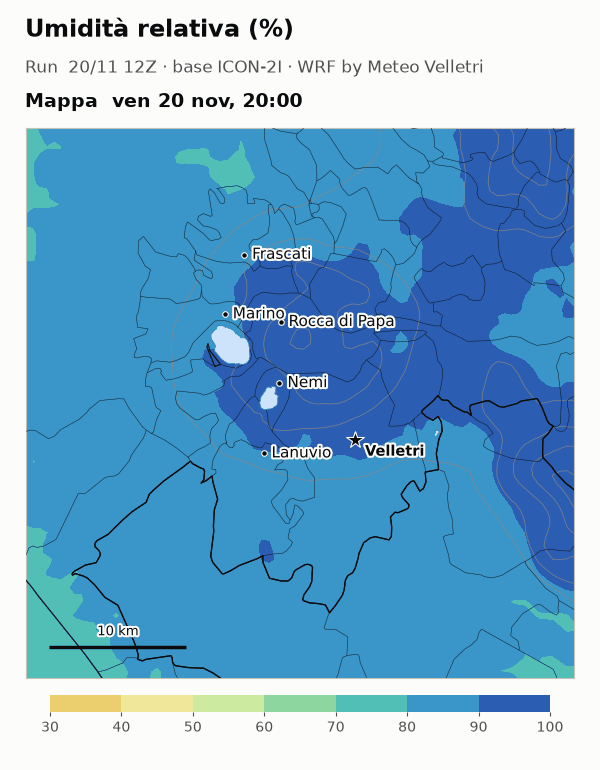 Umidità relativa (%)
Run  20/11 12Z · base ICON-2I · WRF by Meteo Velletri
Mappa  ven 20 nov, 20:00
Frascati
Marino
Rocca di Papa
Nemi
Velletri
Lanuvio
10 km
30 40 50 60 70 80 90 100